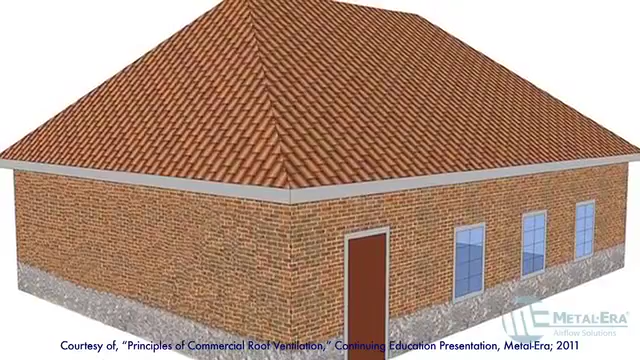 METAL-ERA®
Airflow Solutions
Courtesy of, “Principles of Commercial Roof Ventilation,” Continuing Education Presentation, Metal-Era; 2011